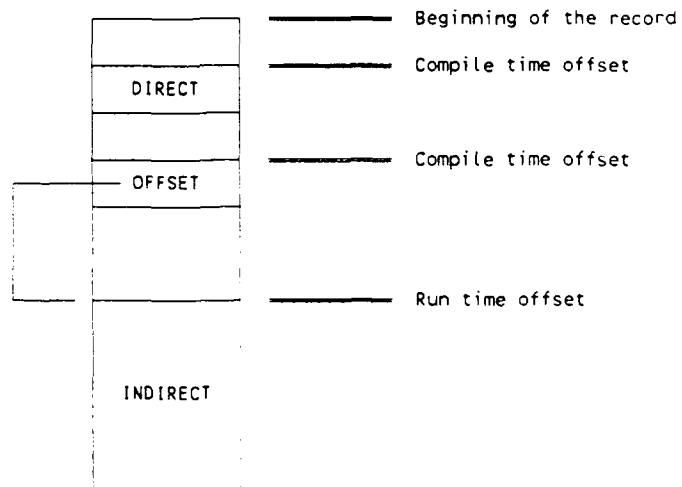 Beginning of the record
Compile time offset
DIRECT
Compile time offset
OFFSET
Run time offset
INDIRECT